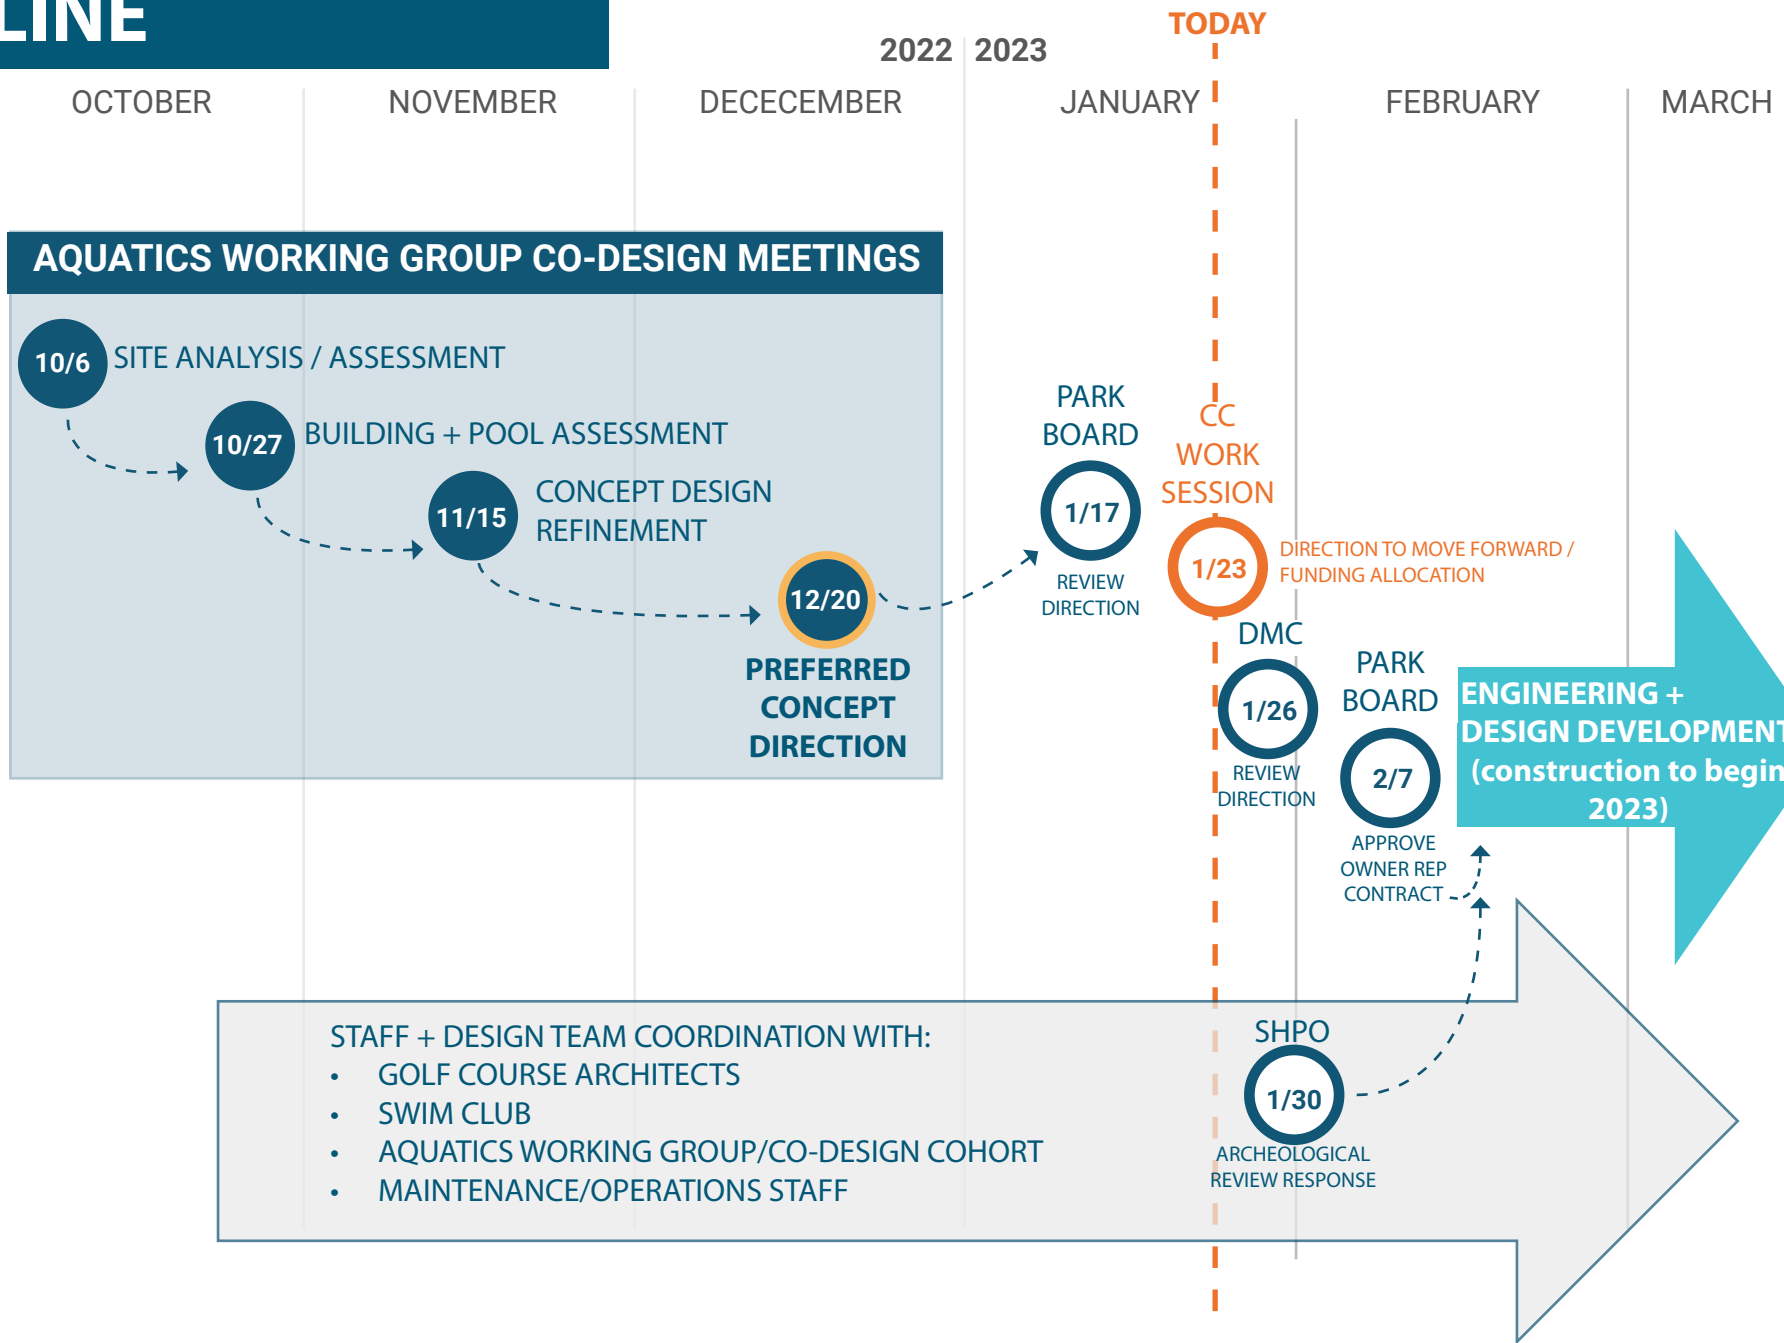 LINE
TODAY
2022 2023
OCTOBER NOVEMBER DECECEMBER JANUARY FEBRUARY MARCH
AQUATICS WORKING GROUP CO-DESIGN MEETINGS
10/6 SITE ANALYSIS / ASSESSMENT
10/27 BUILDING + POOL ASSESSMENT
11/15
CONCEPT DESIGN
REFINEMENT
12/20
PREFERRED
CONCEPT
DIRECTION
PARK
BOARD
1/17
REVIEW
DIRECTION
CC
WORK
SESSION
1/23
DIRECTION TO MOVE FORWARD /
FUNDING ALLOCATION
DMC
1/26
REVIEW
DIRECTION
PARK
BOARD
2/7
APPROVE
OWNER REP
CONTRACT
ENGINEERING +
DESIGN DEVELOPMENT
(construction to begin
2023)
STAFF + DESIGN TEAM COORDINATION WITH:
• GOLF COURSE ARCHITECTS
• SWIM CLUB
• AQUATICS WORKING GROUP/CO-DESIGN COHORT
• MAINTENANCE/OPERATIONS STAFF
SHPO
1/30
ARCHEOLOGICAL
REVIEW RESPONSE